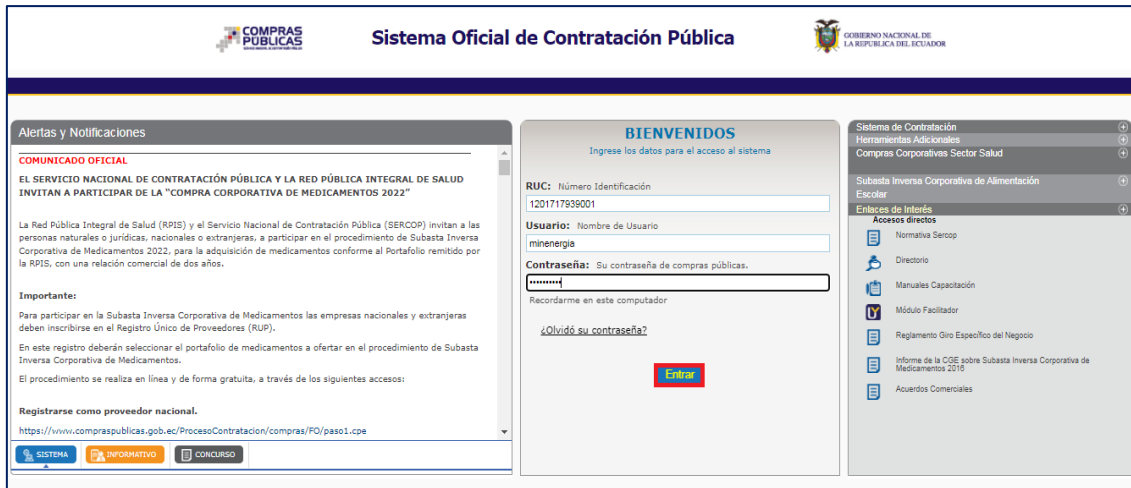 COMPRAS
PÚBLICAS
Sistema Oficial de Contratación Pública
GOBIERNO NACIONAL DE
LA REPUBLICA DEL ECUADOR
Alertas y Notificaciones
COMUNICADO OFICIAL
EL SERVICIO NACIONAL DE CONTRATACIÓN PÚBLICA Y LA RED PÚBLICA INTEGRAL DE SALUD
INVITAN A PARTICIPAR DE LA "COMPRA CORPORATIVA DE MEDICAMENTOS 2022"
La Red Pública Integral de Salud (RPIS) y el Servicio Nacional de Contratación Pública (SERCOP) invitan a las
personas naturales o jurídicas, nacionales o extranjeras, a participar en el procedimiento de Subasta Inversa
Corporativa de Medicamentos 2022, para la adquisición de medicamentos conforme al Portafolio remitido por
la RPIS, con una relación comercial de dos años.
Importante:
Para participar en la Subasta Inversa Corporativa de Medicamentos las empresas nacionales y extranjeras
deben inscribirse en el Registro Único de Proveedores (RUP).
En este registro deberán seleccionar el portafolio de medicamentos a ofertar en el procedimiento de Subasta
Inversa Corporativa de Medicamentos.
El procedimiento se realiza en línea y de forma gratuita, a través de los siguientes accesos:
Registrarse como proveedor nacional.
https://www.compraspublicas.gob.ec/ProcesoContratacion/compras/FO/paso1.cpe
SISTEMA
INFORMATIVO
CONCURSO
BIENVENIDOS
Ingrese los datos para el acceso al sistema
RUC: Número Identificación
1201717939001
Usuario: Nombre de Usuario
minenergia
Contraseña: Su contraseña de compras públicas.
••••••••••
Recordarme en este computador
¿Olvidó su contraseña?
Entrar
Sistema de Contratación
Herramientas Adicionales
Compras Corporativas Sector Salud
Subasta Inversa Corporativa de Alimentación
Escolar
Enlaces de Interés
Accesos directos
Normativa Sercop
Directorio
Manuales Capacitación
Módulo Facilitador
Reglamento Giro Específico del Negocio
Informe de la CGE sobre Subasta Inversa Corporativa de
Medicamentos 2016
Acuerdos Comerciales